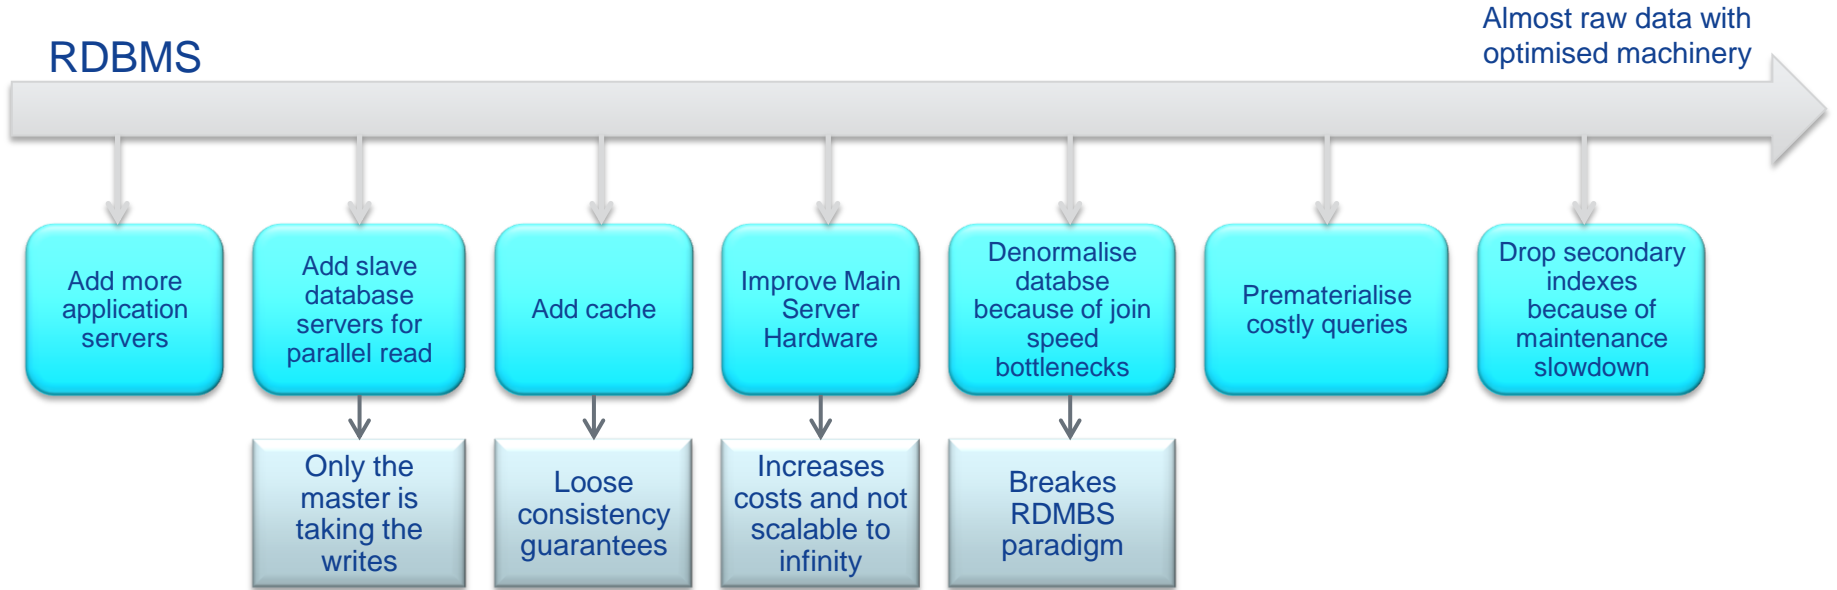 RDBMS
Almost raw data with
optimised machinery
Add more
application
servers
Add slave
database
servers for
parallel read
Add cache
Improve Main
Server
Hardware
Denormalise
databse
because of join
speed
bottlenecks
Prematerialise
costly queries
Drop secondary
indexes
because of
maintenance
slowdown
Only the
master is
taking the
writes
Loose
consistency
guarantees
Increases
costs and not
scalable to
infinity
Breakes
RDMBS
paradigm